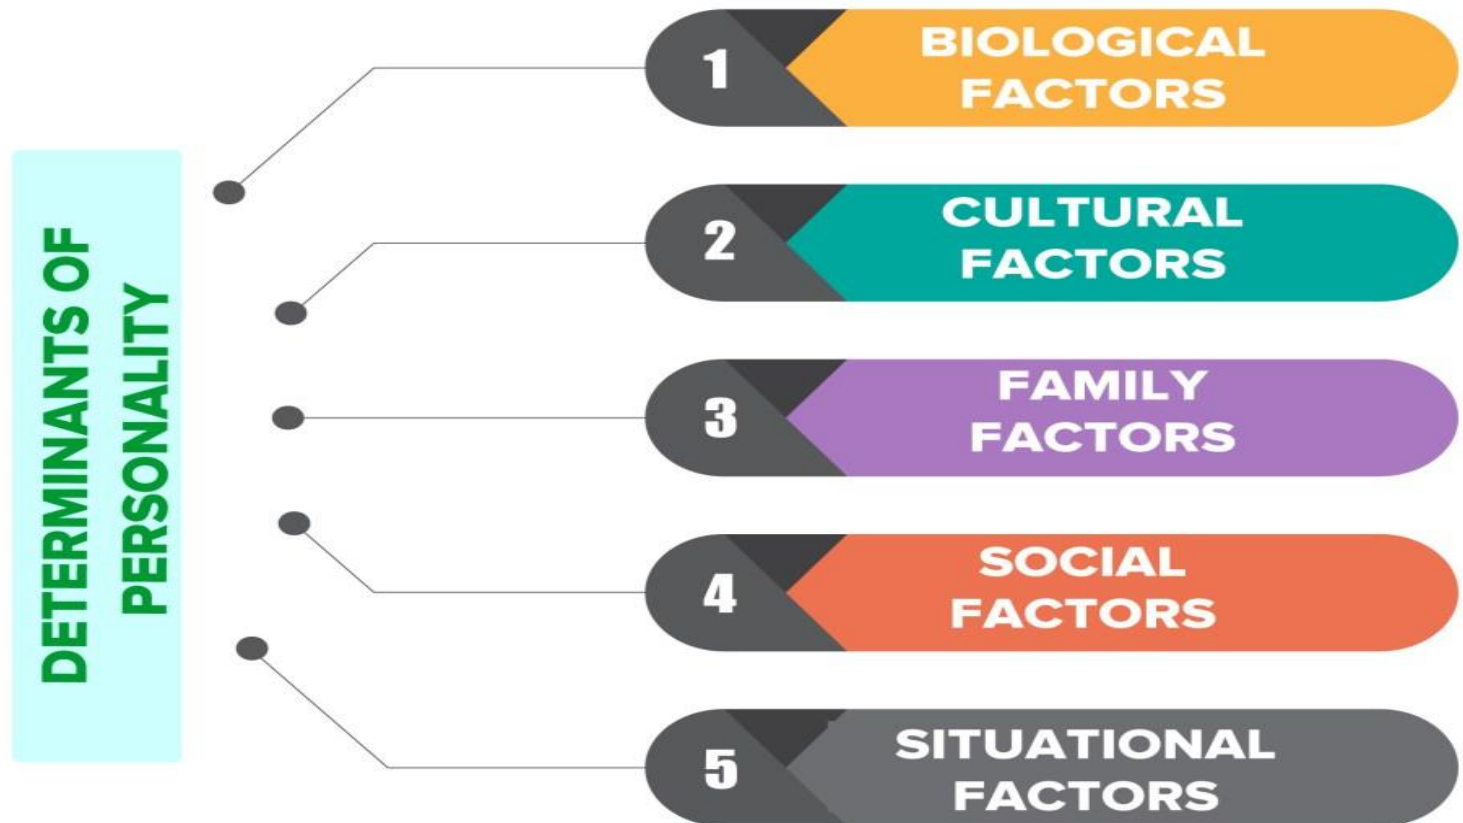 DETERMINANTS OF
PERSONALITY
1
BIOLOGICAL
FACTORS
2
CULTURAL
FACTORS
3
FAMILY
FACTORS
4
SOCIAL
FACTORS
5
SITUATIONAL
FACTORS